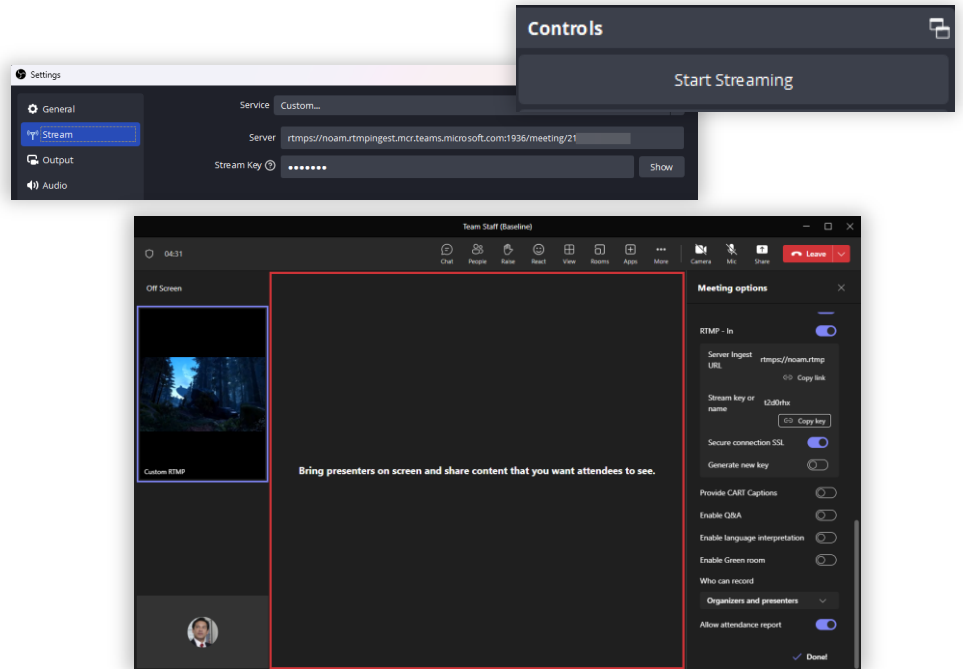 Controls
Start Streaming
Settings
General
Stream
Output
Audio
Service Custom...
Server rtmps://noam.rtmpingest.mcr.teams.microsoft.com:1936/meeting/21
Stream Key ••••••• Show
Team Staff (Baseline)
04:31
Chat People Raise React View Rooms Apps More Camera Mic Share Leave
Off Screen
Custom RTMP
Bring presenters on screen and share content that you want attendees to see.
Meeting options
RTMP - In
Server Ingest
URL
rtmps://noam.rtmp
Copy link
Stream key or
name
t2d0rhx
Copy key
Secure connection SSL
Generate new key
Provide CART Captions
Enable Q&A
Enable language interpretation
Enable Green room
Who can record
Organizers and presenters
Allow attendance report
Done!